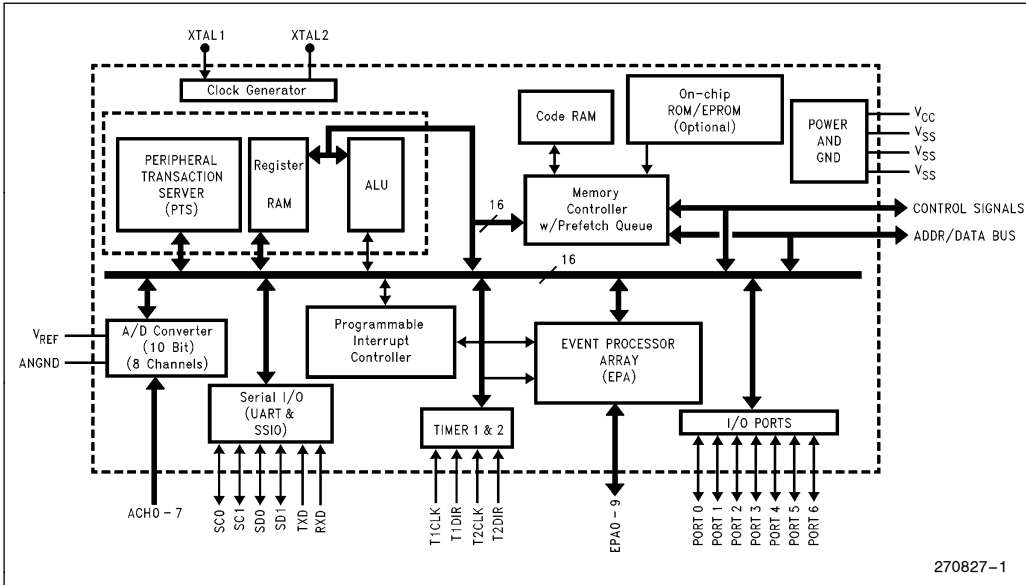 XTAL1
XTAL2
Clock Generator
Code RAM
On-chip
ROM/EPROM
(Optional)
POWER
AND
GND
VCC
VSS
VSS
VSS
PERIPHERAL
TRANSACTION
SERVER
(PTS)
Register
RAM
ALU
Memory
Controller
w/Prefetch Queue
16
CONTROL SIGNALS
ADDR/DATA BUS
16
VREF
ANGND
A/D Converter
(10 Bit)
(8 Channels)
Programmable
Interrupt
Controller
EVENT PROCESSOR
ARRAY
(EPA)
Serial I/O
(UART &
SSIO)
TIMER 1 & 2
I/O PORTS
ACH0-7
SC0
SC1
SD0
SD1
TXD
RXD
T1CLK
T1DIR
T2CLK
T2DIR
EPA0-9
PORT 0
PORT 1
PORT 2
PORT 3
PORT 4
PORT 5
PORT 6
270827-1